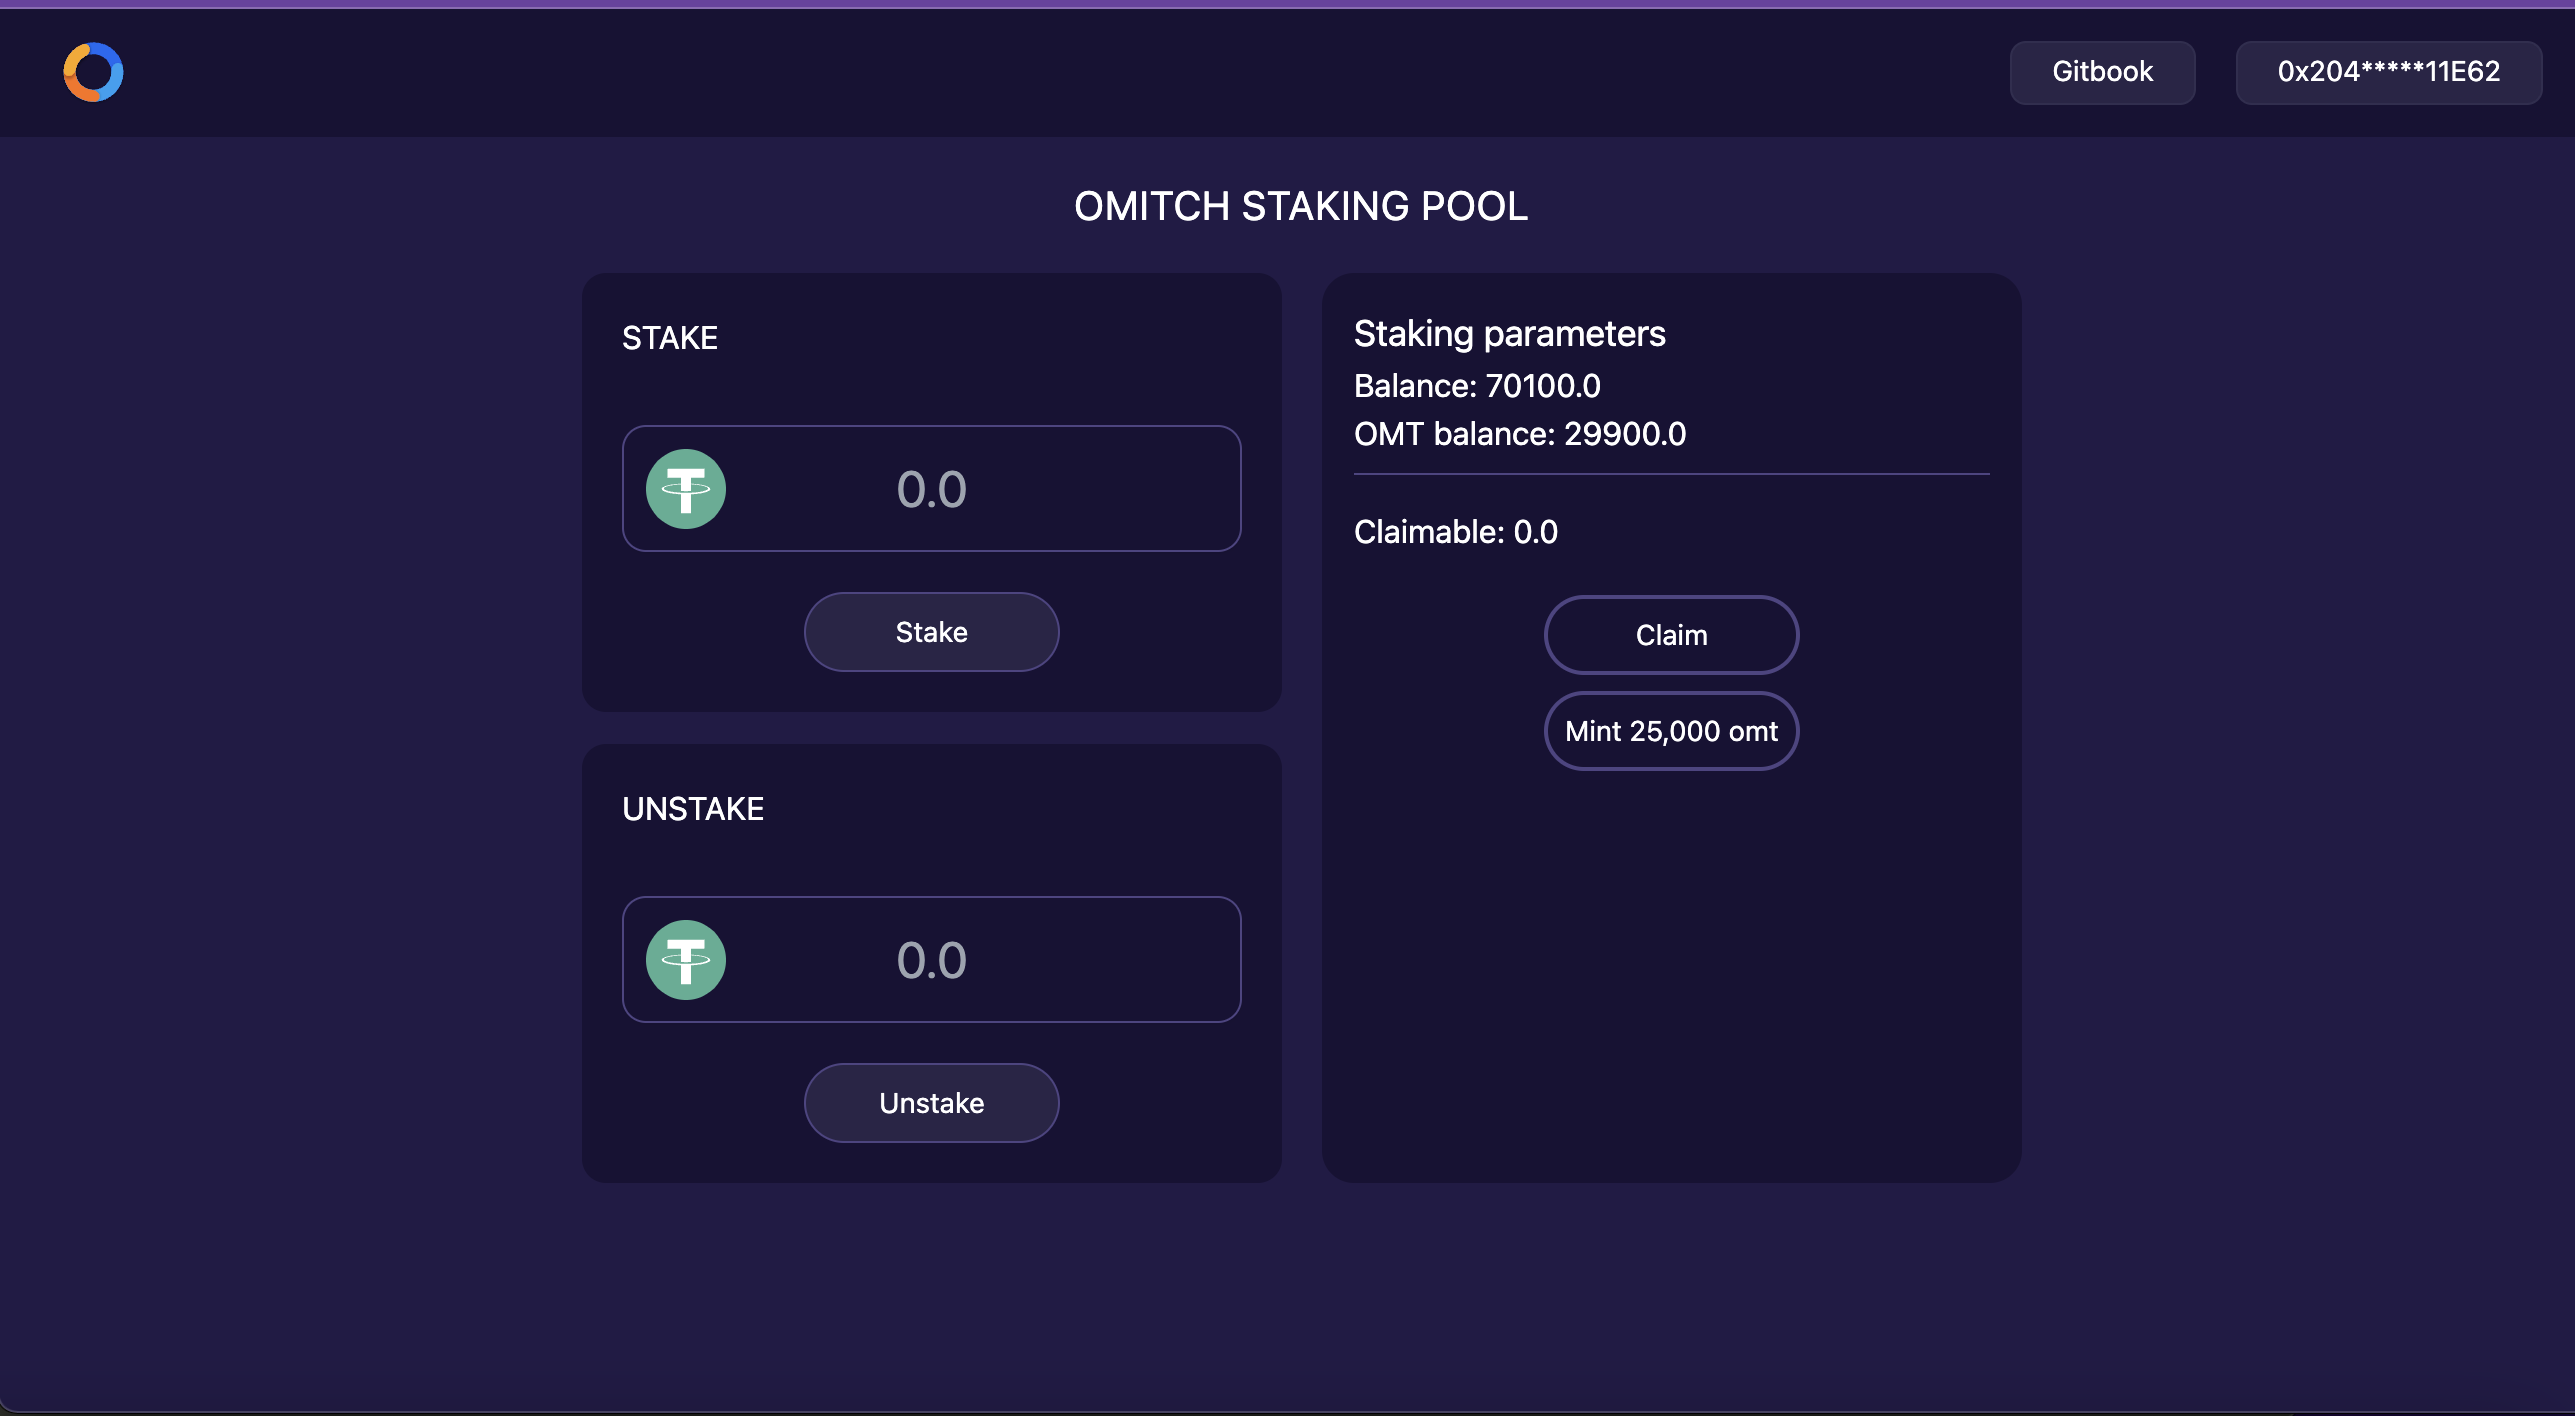 Gitbook
0x204*****11E62
OMITCH STAKING POOL
STAKE
0.0
Stake
UNSTAKE
0.0
Unstake
Staking parameters
Balance: 70100.0
OMT balance: 29900.0
Claimable: 0.0
Claim
Mint 25,000 omt